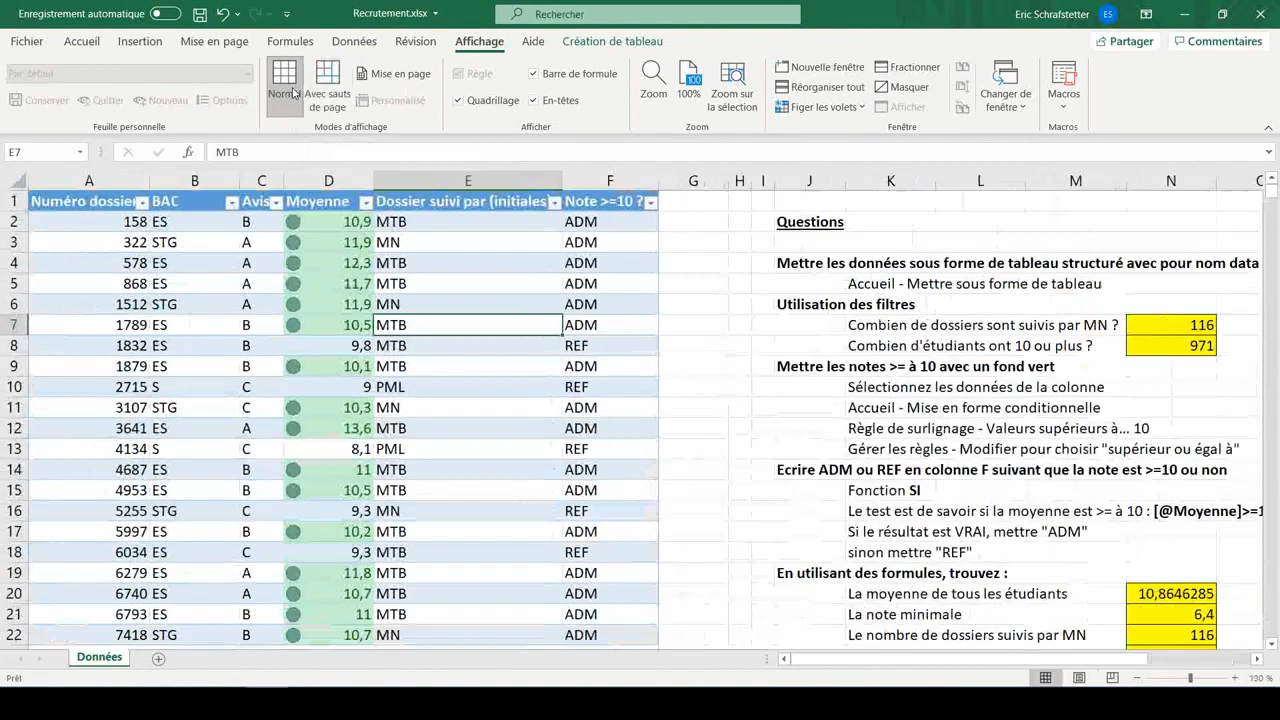 Enregistrement automatique Recrutement.xlsx Rechercher Eric Schrafstetter ES
Fichier Accueil Insertion Mise en page Formules Données Révision Affichage Aide Création de tableau Partager Commentaires
Par défaut
Conserver Quitter Nouveau Options
Feuille personnelle
Normal
Avec sauts de page
Mise en page
Personnalisé
Modes d'affichage
Règle Barre de formule
Quadrillage En-têtes
Afficher
Zoom 100% Zoom sur la sélection
Zoom
Nouvelle fenêtre Fractionner
Réorganiser tout Masquer
Figer les volets Afficher
Changer de fenêtre
Fenêtre
Macros
Macros
E7 fx MTB
A B C D E F G H I J K L M N
1 Numéro dossier BAC Avis Moyenne Dossier suivi par (initiales) Note >=10 ?
2 158 ES B 10,9 MTB ADM Questions
3 322 STG A 11,9 MN ADM
4 578 ES A 12,3 MTB ADM Mettre les données sous forme de tableau structuré avec pour nom data
5 868 ES A 11,7 MTB ADM Accueil - Mettre sous forme de tableau
6 1512 STG A 11,9 MN ADM Utilisation des filtres
7 1789 ES B 10,5 MTB ADM Combien de dossiers sont suivis par MN ? 116
8 1832 ES B 9,8 MTB REF Combien d'étudiants ont 10 ou plus ? 971
9 1879 ES B 10,1 MTB ADM Mettre les notes >= à 10 avec un fond vert
10 2715 S C 9 PML REF Sélectionnez les données de la colonne
11 3107 STG C 10,3 MN ADM Accueil - Mise en forme conditionnelle
12 3641 ES A 13,6 MTB ADM Règle de surlignage - Valeurs supérieurs à... 10
13 4134 S C 8,1 PML REF Gérer les règles - Modifier pour choisir "supérieur ou égal à"
14 4687 ES B 11 MTB ADM Ecrire ADM ou REF en colonne F suivant que la note est >=10 ou non
15 4953 ES B 10,5 MTB ADM Fonction SI
16 5255 STG C 9,3 MN REF Le test est de savoir si la moyenne est >= à 10 : [@Moyenne]>=1
17 5997 ES B 10,2 MTB ADM Si le résultat est VRAI, mettre "ADM"
18 6034 ES C 9,3 MTB REF sinon mettre "REF"
19 6279 ES A 11,8 MTB ADM En utilisant des formules, trouvez :
20 6740 ES A 10,7 MTB ADM La moyenne de tous les étudiants 10,8646285
21 6793 ES B 11 MTB ADM La note minimale 6,4
22 7418 STG B 10,7 MN ADM Le nombre de dossiers suivis par MN 116
Données
Prêt 130 %